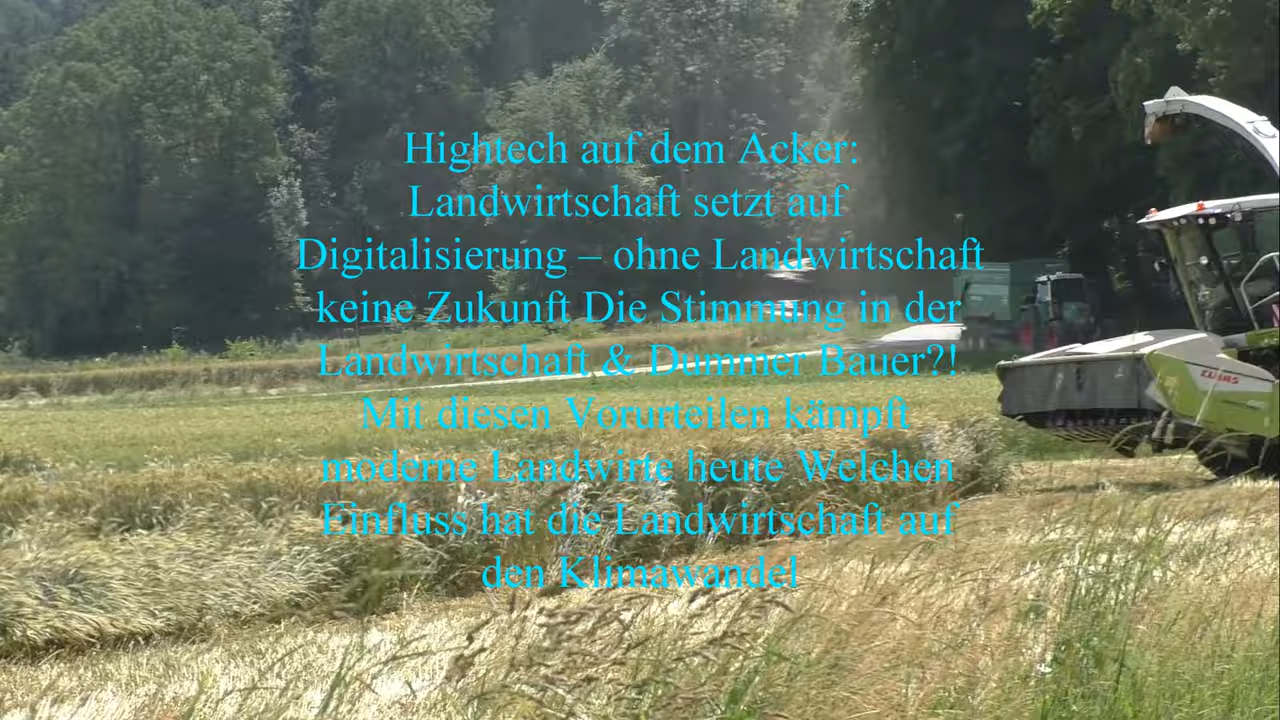 Hightech auf dem Acker:
Landwirtschaft setzt auf
Digitalisierung – ohne Landwirtschaft
keine Zukunft Die Stimmung in der
Landwirtschaft & Dummer Bauer?!
Mit diesen Vorurteilen kämpft
moderne Landwirte heute Welchen
Einfluss hat die Landwirtschaft auf
den Klimawandel
CLAAS